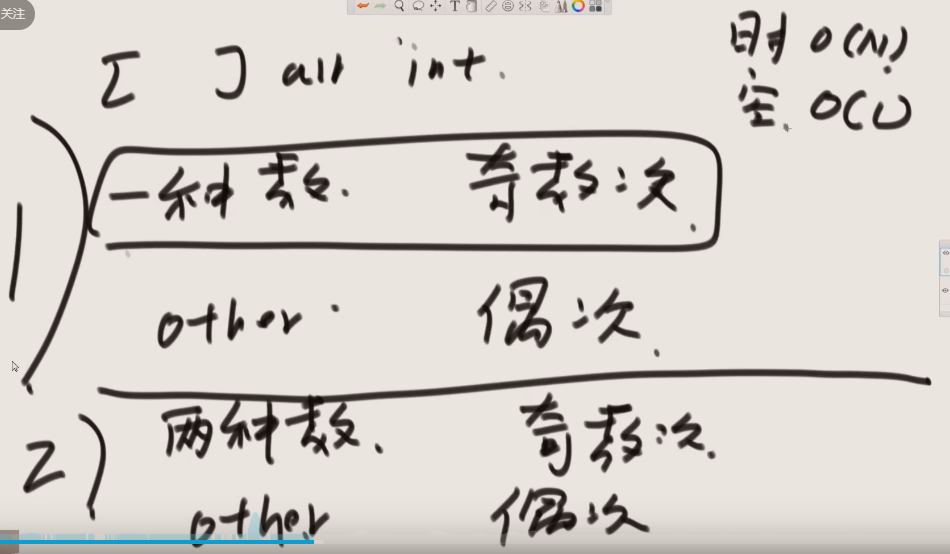 关注
[ ] all int.
时 O(N)
空 O(1)
1) 一种数. 奇数次.
other 偶次.
2) 两种数. 奇数次.
other 偶次